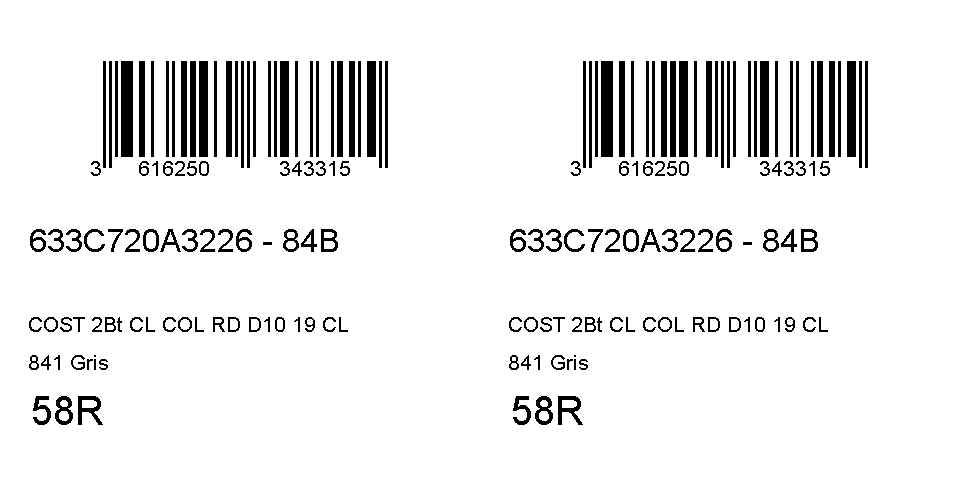 3 616250 343315
633C720A3226 - 84B
COST 2Bt CL COL RD D10 19 CL
841 Gris
58R
3 616250 343315
633C720A3226 - 84B
COST 2Bt CL COL RD D10 19 CL
841 Gris
58R